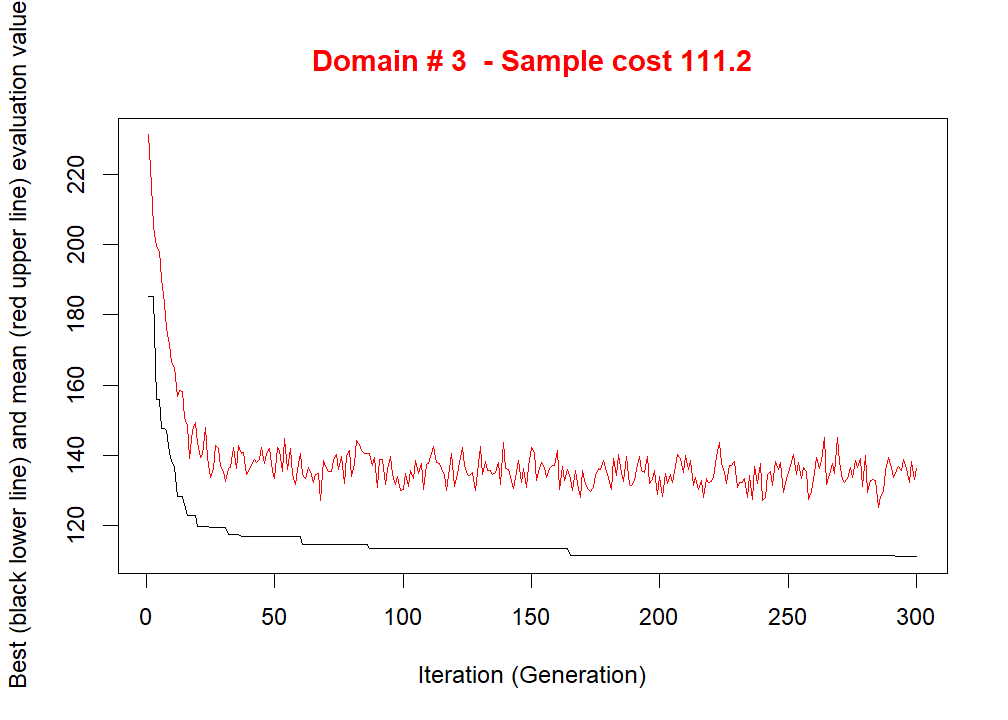 Domain # 3  - Sample cost 111.2
Best (black lower line) and mean (red upper line) evaluation value
220
200
180
160
140
120
0 50 100 150 200 250 300
Iteration (Generation)